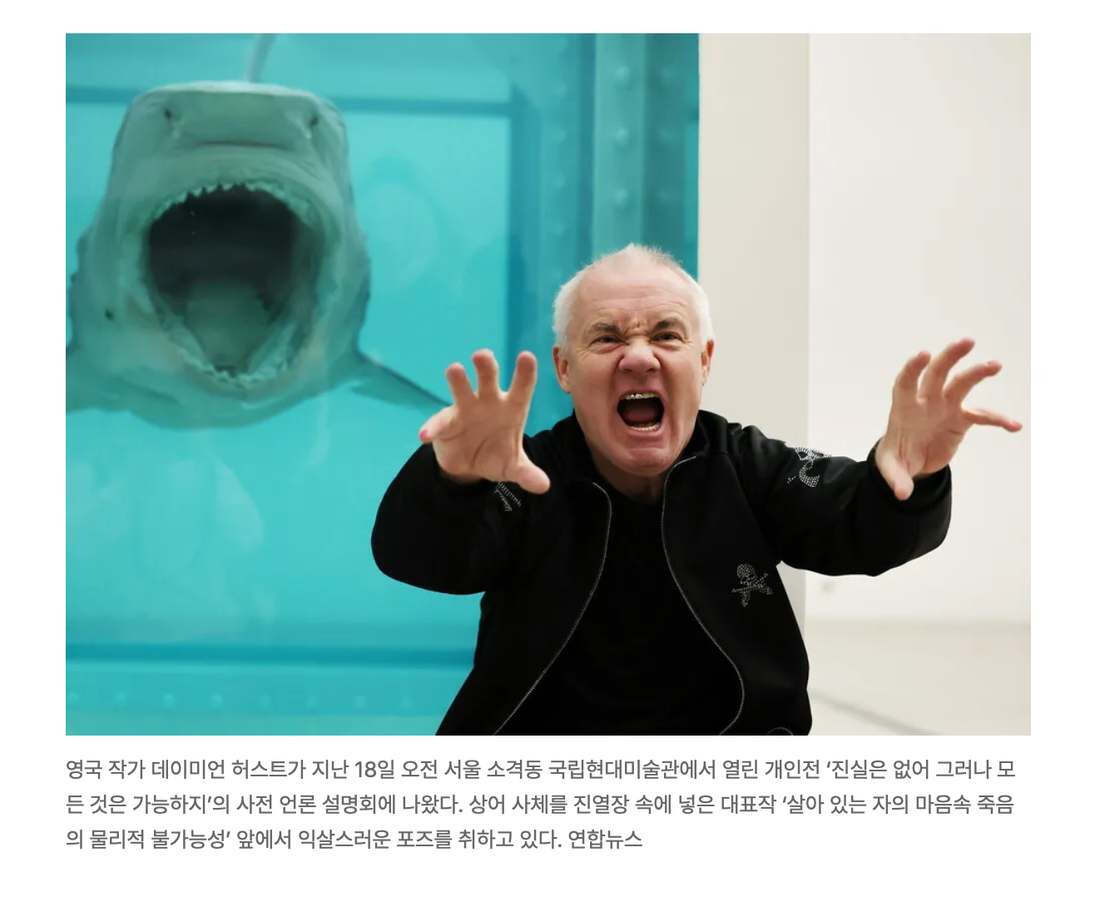 영국 작가 데이미언 허스트가 지난 18일 오전 서울 소격동 국립현대미술관에서 열린 개인전 ‘진실은 없어 그러나 모
든 것은 가능하지’의 사전 언론 설명회에 나왔다. 상어 사체를 진열장 속에 넣은 대표작 ‘살아 있는 자의 마음속 죽음
의 물리적 불가능성’ 앞에서 익살스러운 포즈를 취하고 있다. 연합뉴스